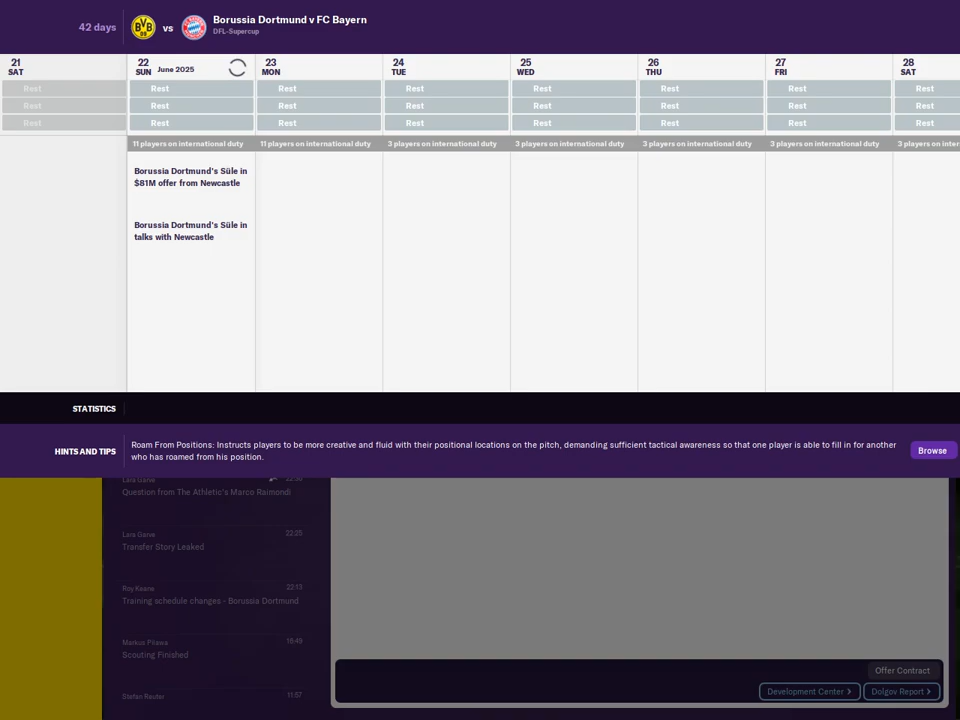 42 days
vs
Borussia Dortmund v FC Bayern
DFL-Supercup
21
SAT
22
SUN June 2025
23
MON
24
TUE
25
WED
26
THU
27
FRI
28
SAT
Rest Rest Rest Rest Rest Rest Rest Rest
Rest Rest Rest Rest Rest Rest Rest Rest
Rest Rest Rest Rest Rest Rest Rest Rest
11 players on international duty 11 players on international duty 3 players on international duty 3 players on international duty 3 players on international duty 3 players on international duty 3 players on inter
Borussia Dortmund's Süle in
$81M offer from Newcastle
Borussia Dortmund's Süle in
talks with Newcastle
STATISTICS
HINTS AND TIPS
Roam From Positions: Instructs players to be more creative and fluid with their positional locations on the pitch, demanding sufficient tactical awareness so that one player is able to fill in for another
who has roamed from his position.
Browse
Lara Garve 22:30
Question from The Athletic's Marco Raimondi
Lara Garve 22:25
Transfer Story Leaked
Roy Keane 22:13
Training schedule changes - Borussia Dortmund
Markus Pilawa 18:49
Scouting Finished
Stefan Reuter 11:57
Offer Contract
Development Center
Dolgov Report